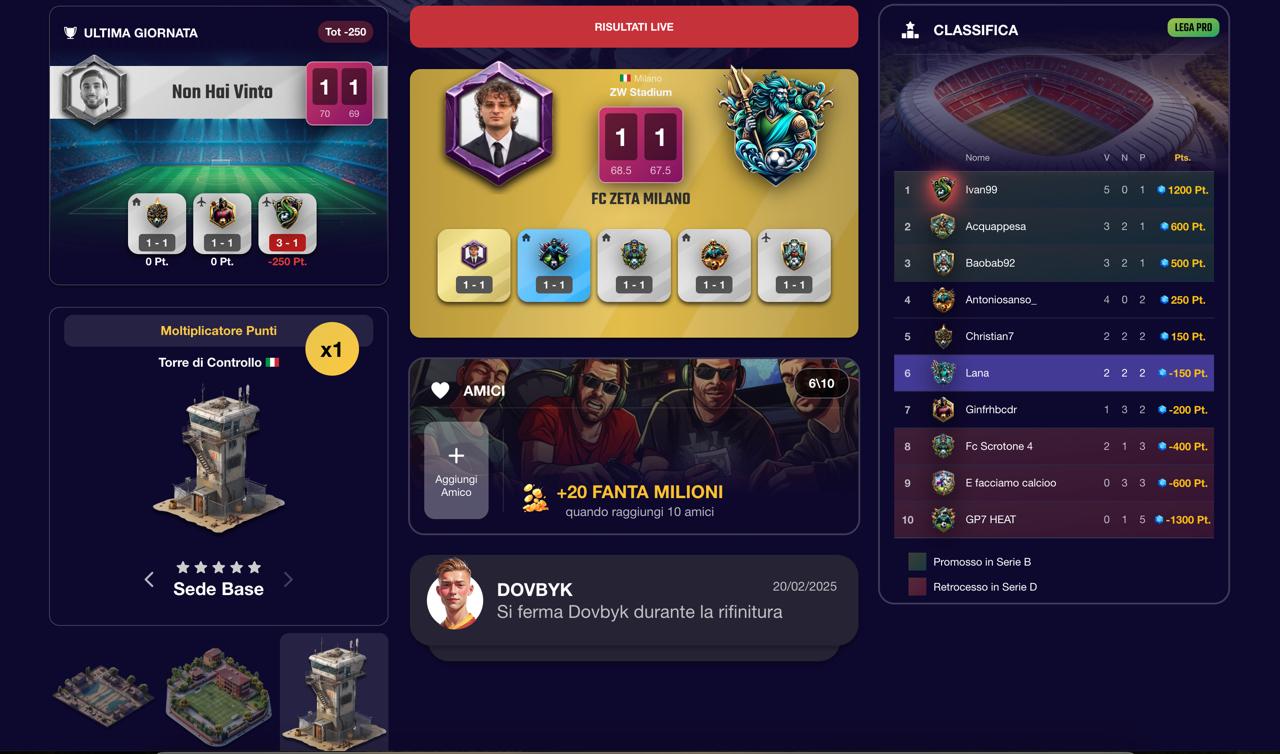 ULTIMA GIORNATA
Tot -250
Non Hai Vinto
1 1
70 69
1 - 1
1 - 1
3 - 1
0 Pt.
0 Pt.
-250 Pt.
Moltiplicatore Punti
x1
Torre di Controllo
Sede Base
RISULTATI LIVE
Milano
ZW Stadium
1 1
68.5 67.5
FC ZETA MILANO
1 - 1
1 - 1
1 - 1
1 - 1
1 - 1
AMICI
6\10
+
Aggiungi
Amico
+20 FANTA MILIONI
quando raggiungi 10 amici
DOVBYK
20/02/2025
Si ferma Dovbyk durante la rifinitura
CLASSIFICA
LEGA PRO
Nome V N P Pts.
1 Ivan99 5 0 1 1200 Pt.
2 Acquappesa 3 2 1 600 Pt.
3 Baobab92 3 2 1 500 Pt.
4 Antoniosanso_ 4 0 2 250 Pt.
5 Christian7 2 2 2 150 Pt.
6 Lana 2 2 2 -150 Pt.
7 Ginfrhbcdr 1 3 2 -200 Pt.
8 Fc Scrotone 4 2 1 3 -400 Pt.
9 E facciamo calcioo 0 3 3 -600 Pt.
10 GP7 HEAT 0 1 5 -1300 Pt.
Promosso in Serie B
Retrocesso in Serie D